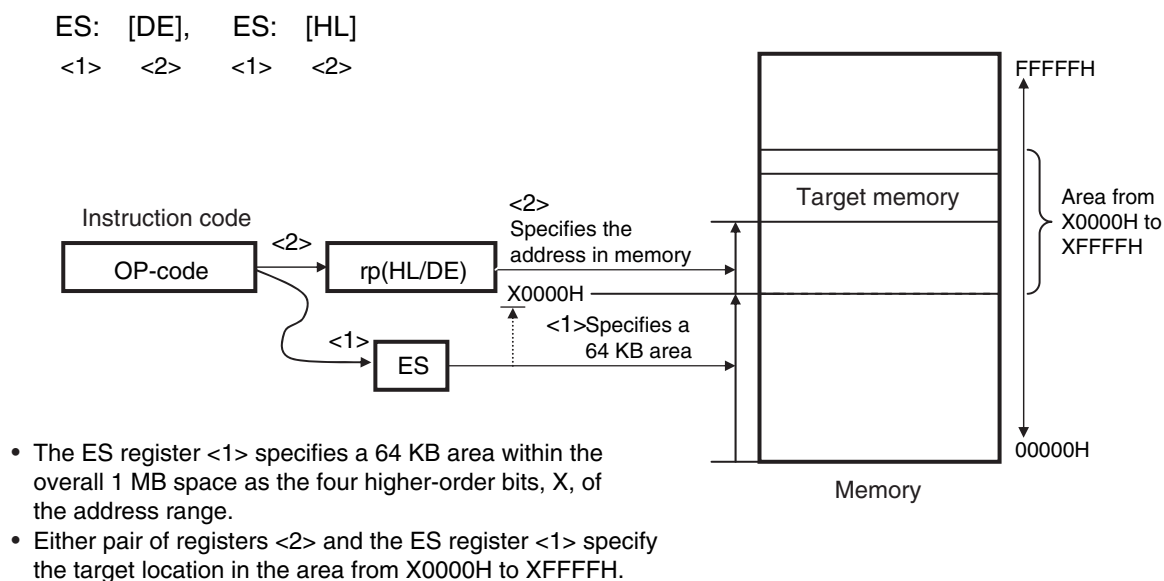 ES: [DE], ES: [HL]
<1> <2> <1> <2>
FFFFFH
Target memory
Area from
X0000H to
XFFFFH
Instruction code
OP-code
<2>
rp(HL/DE)
<2>
Specifies the
address in memory
X0000H
<1>
ES
<1>Specifies a
64 KB area
00000H
Memory
• The ES register <1> specifies a 64 KB area within the
overall 1 MB space as the four higher-order bits, X, of
the address range.
• Either pair of registers <2> and the ES register <1> specify
the target location in the area from X0000H to XFFFFH.